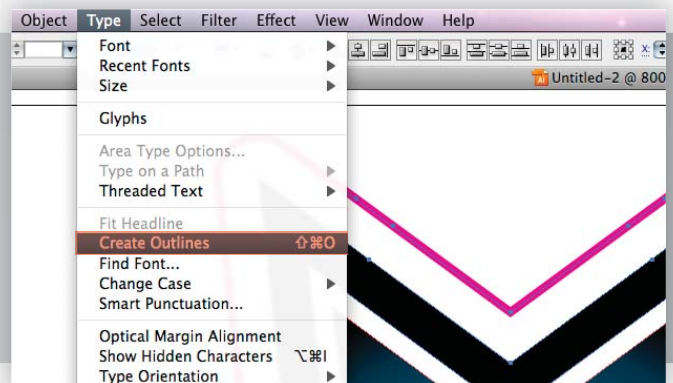 Object Type Select Filter Effect View Window Help
x:
Untitled-2 @ 800
Font
Recent Fonts
Size
Glyphs
Area Type Options...
Type on a Path
Threaded Text
Fit Headline
Create Outlines ⇧⌘O
Find Font...
Change Case
Smart Punctuation...
Optical Margin Alignment
Show Hidden Characters ⌥⌘I
Type Orientation